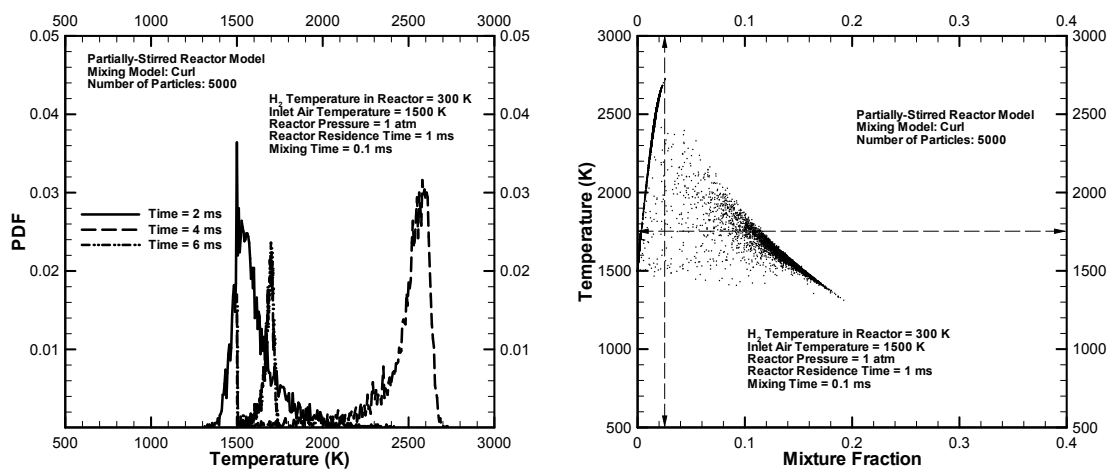 500 1000 1500 2000 2500 3000
0.05 0.05
Partially-Stirred Reactor Model
Mixing Model: Curl
Number of Particles: 5000
H2 Temperature in Reactor = 300 K
Inlet Air Temperature = 1500 K
Reactor Pressure = 1 atm
Reactor Residence Time = 1 ms
Mixing Time = 0.1 ms
0.04 0.04
0.03 0.03
Time = 2 ms
Time = 4 ms
Time = 6 ms
0.02 0.02
0.01 0.01
PDF
500 1000 1500 2000 2500 3000
Temperature (K)
0 0.1 0.2 0.3 0.4
3000 3000
Partially-Stirred Reactor Model
Mixing Model: Curl
Number of Particles: 5000
2500 2500
2000 2000
1500 1500
1000 1000
H2 Temperature in Reactor = 300 K
Inlet Air Temperature = 1500 K
Reactor Pressure = 1 atm
Reactor Residence Time = 1 ms
Mixing Time = 0.1 ms
500 500
Temperature (K)
0 0.1 0.2 0.3 0.4
Mixture Fraction